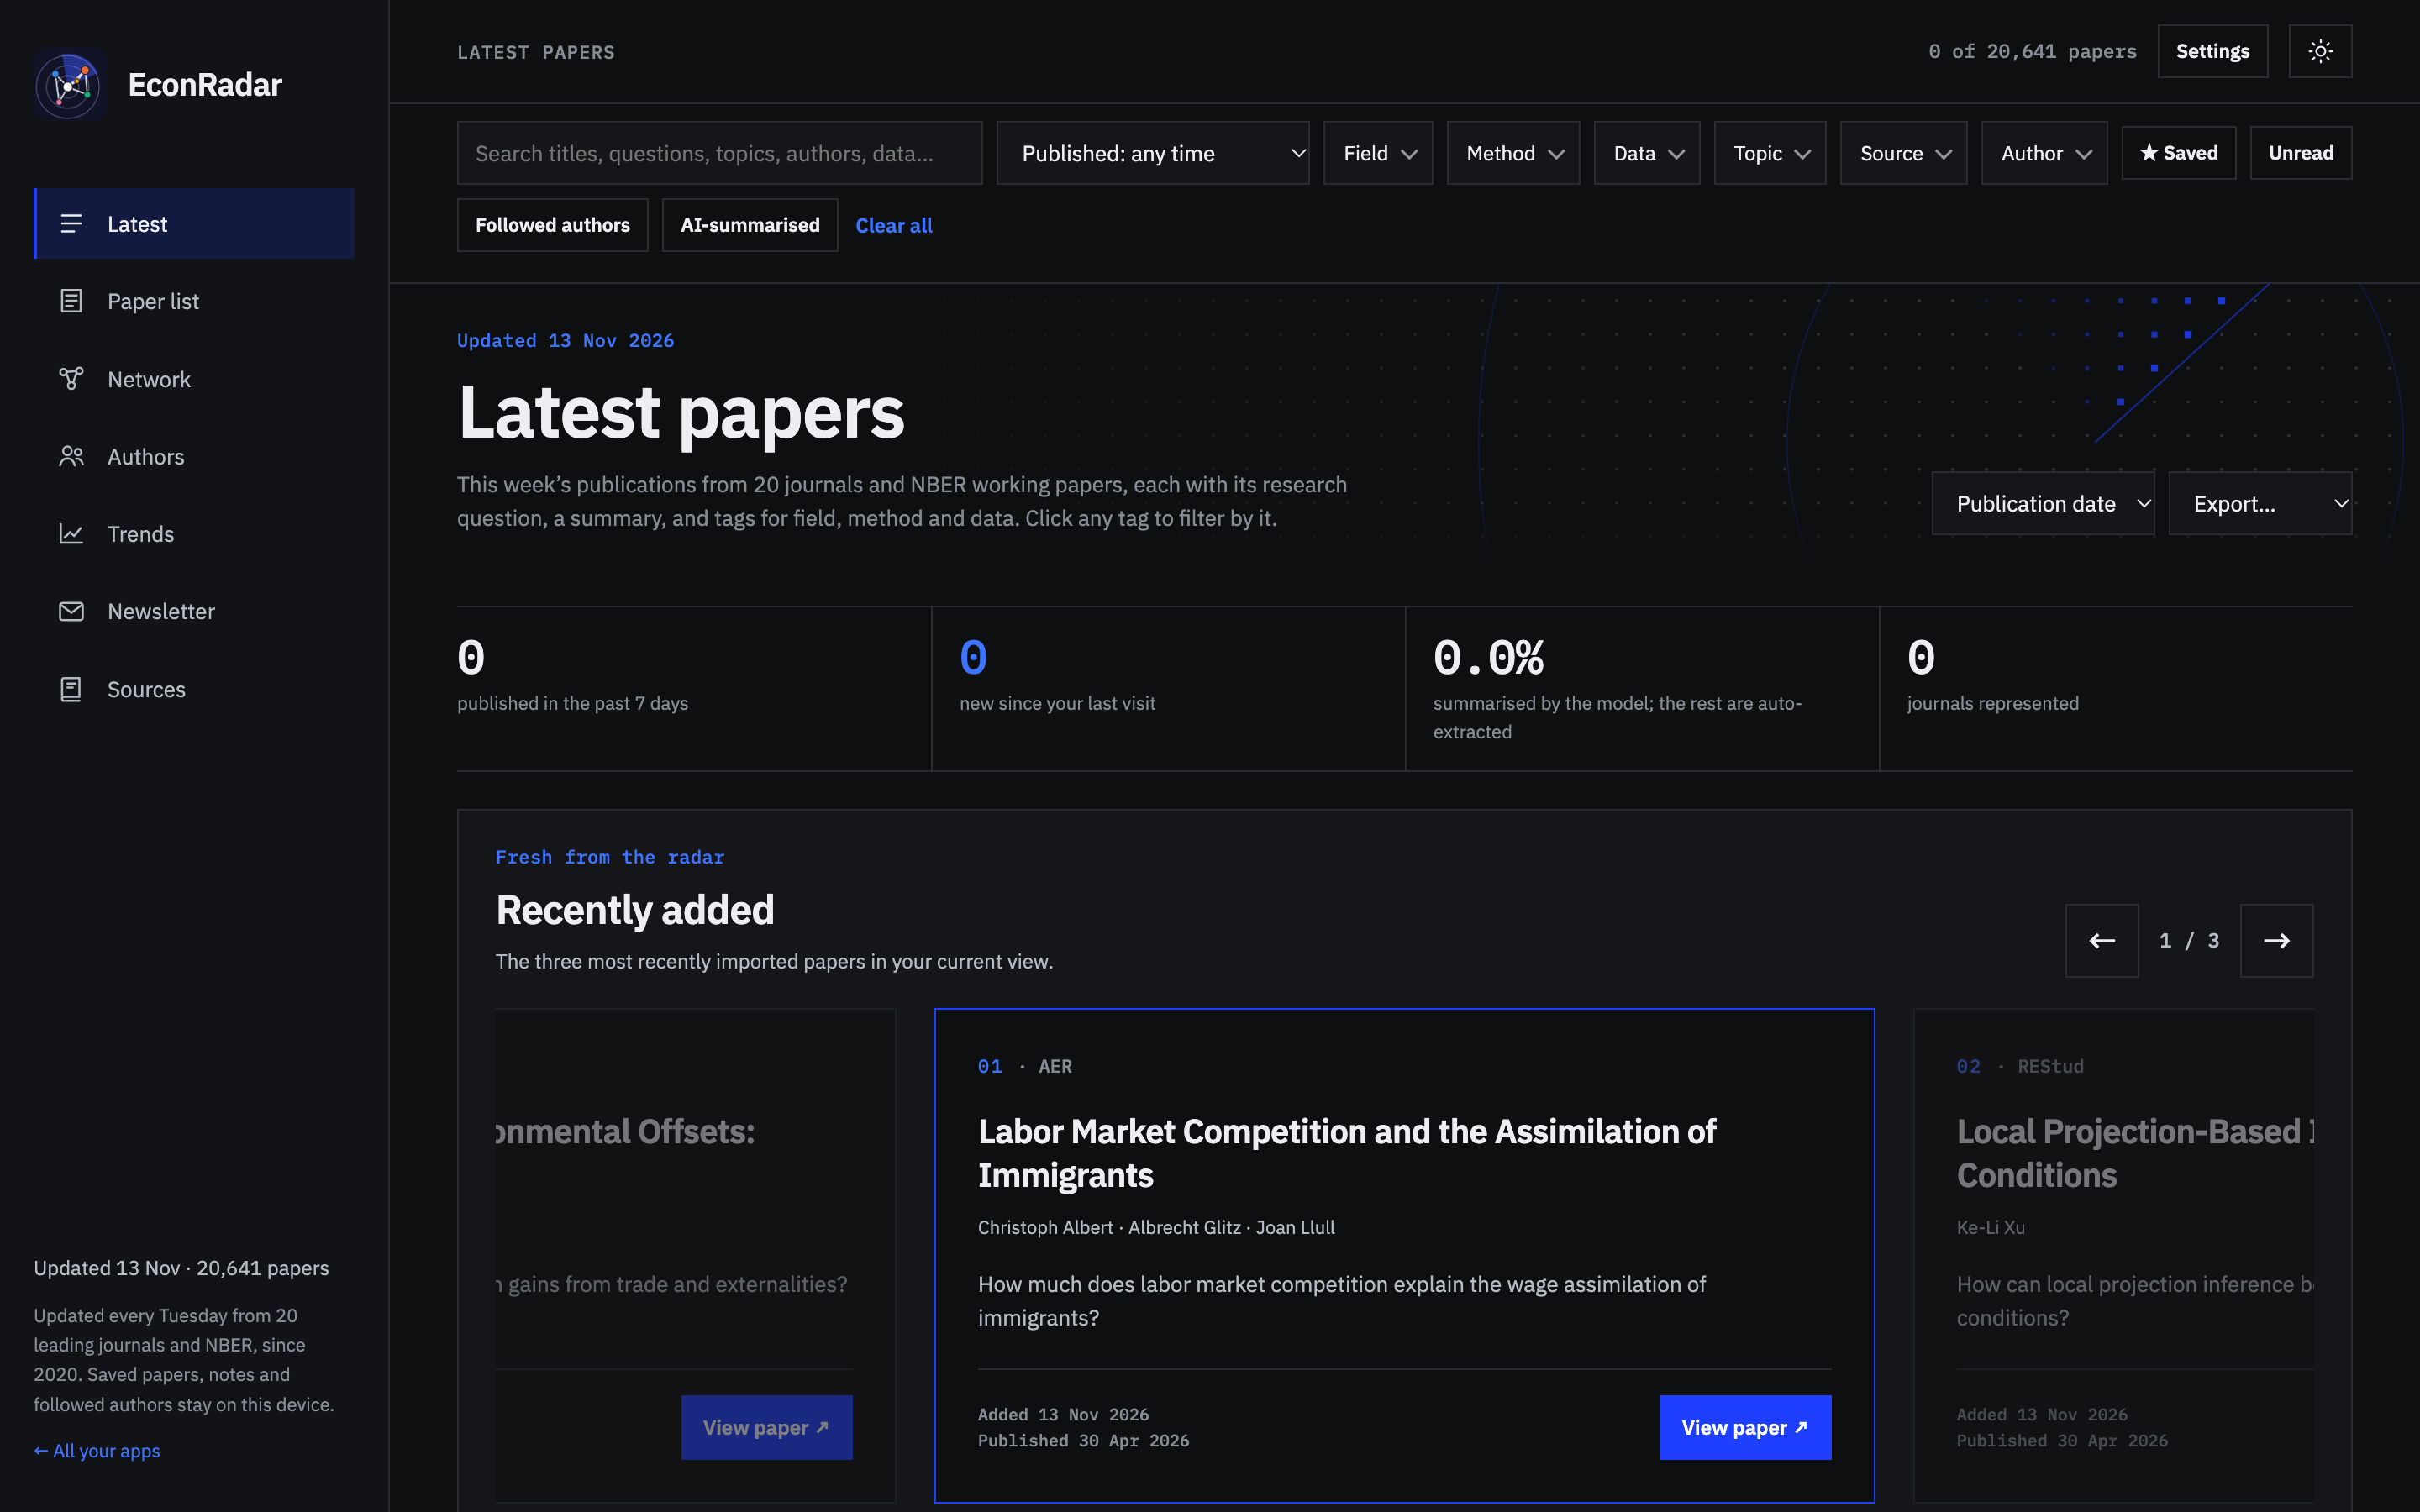 EconRadar
Latest
Paper list
Network
Authors
Trends
Newsletter
Sources
Updated 13 Nov · 20,641 papers
Updated every Tuesday from 20
leading journals and NBER, since
2020. Saved papers, notes and
followed authors stay on this device.
← All your apps
LATEST PAPERS
0 of 20,641 papers
Settings
Search titles, questions, topics, authors, data...
Published: any time
Field
Method
Data
Topic
Source
Author
★ Saved
Unread
Followed authors
AI-summarised
Clear all
Updated 13 Nov 2026
Latest papers
This week’s publications from 20 journals and NBER working papers, each with its research
question, a summary, and tags for field, method and data. Click any tag to filter by it.
Publication date
Export...
0
published in the past 7 days
0
new since your last visit
0.0%
summarised by the model; the rest are auto-
extracted
0
journals represented
Fresh from the radar
Recently added
The three most recently imported papers in your current view.
← 1 / 3 →
onmental Offsets:
gains from trade and externalities?
View paper ↗
01 · AER
Labor Market Competition and the Assimilation of
Immigrants
Christoph Albert · Albrecht Glitz · Joan Llull
How much does labor market competition explain the wage assimilation of
immigrants?
Added 13 Nov 2026
Published 30 Apr 2026
View paper ↗
02 · REStud
Local Projection-Based
Conditions
Ke-Li Xu
How can local projection inference
conditions?
Added 13 Nov 2026
Published 30 Apr 2026